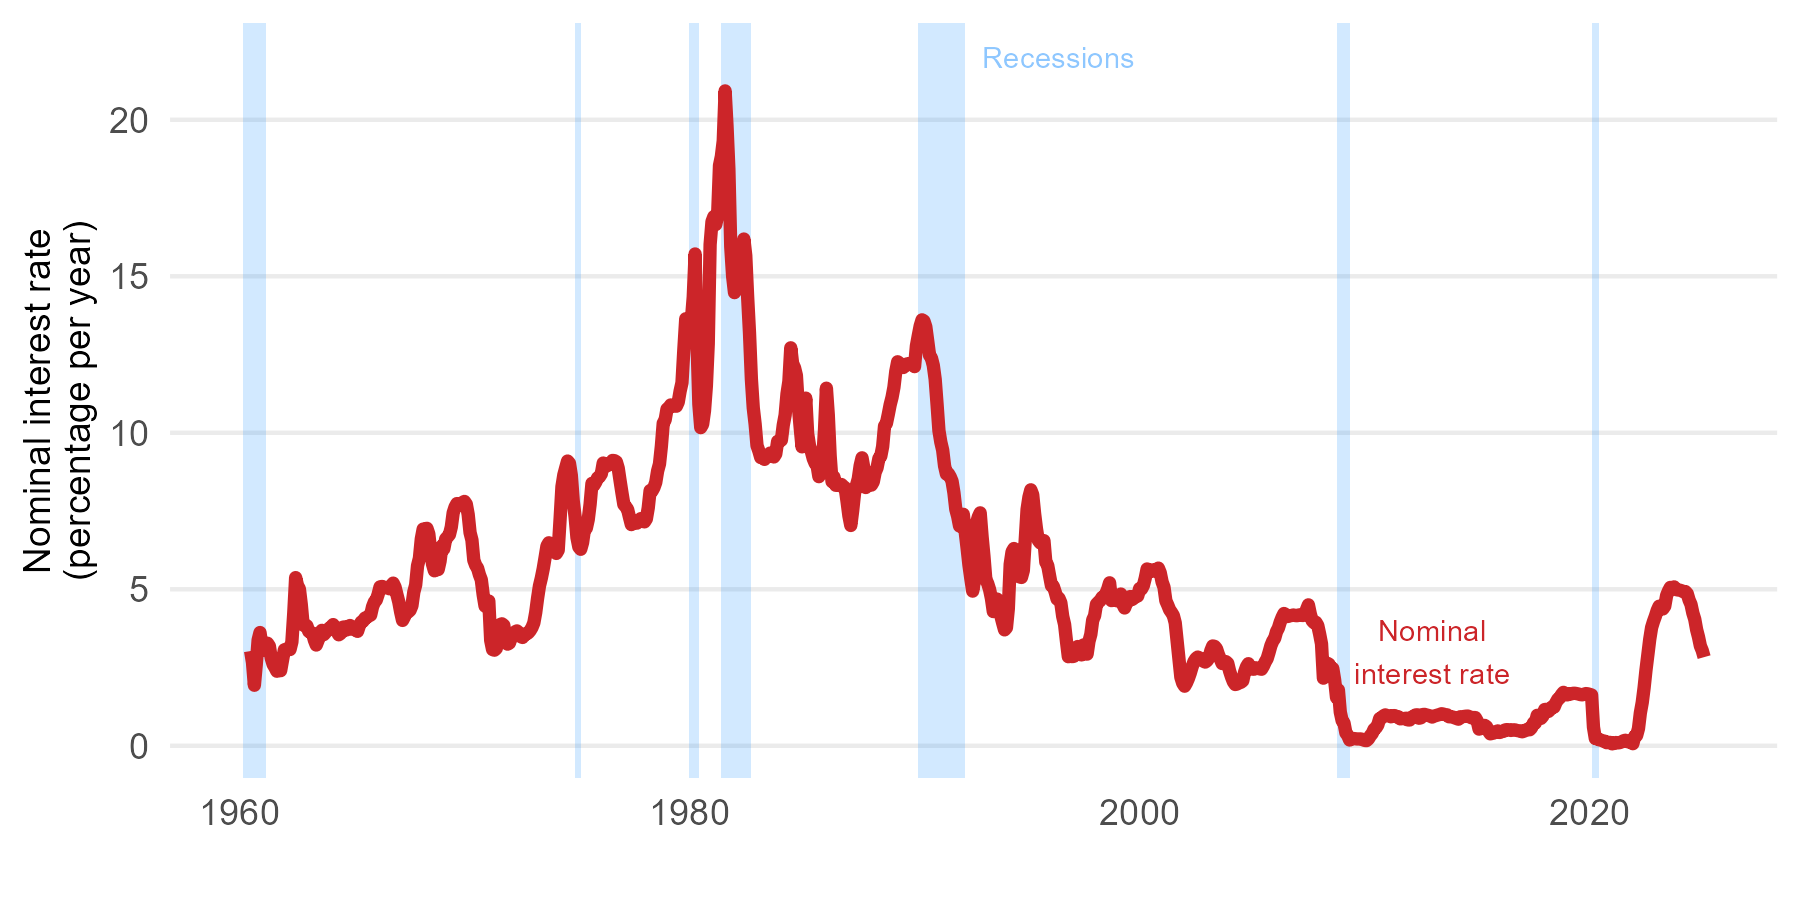 Nominal interest rate
(percentage per year)
20
15
10
5
0
1960
1980
2000
2020
Recessions
Nominal
interest rate